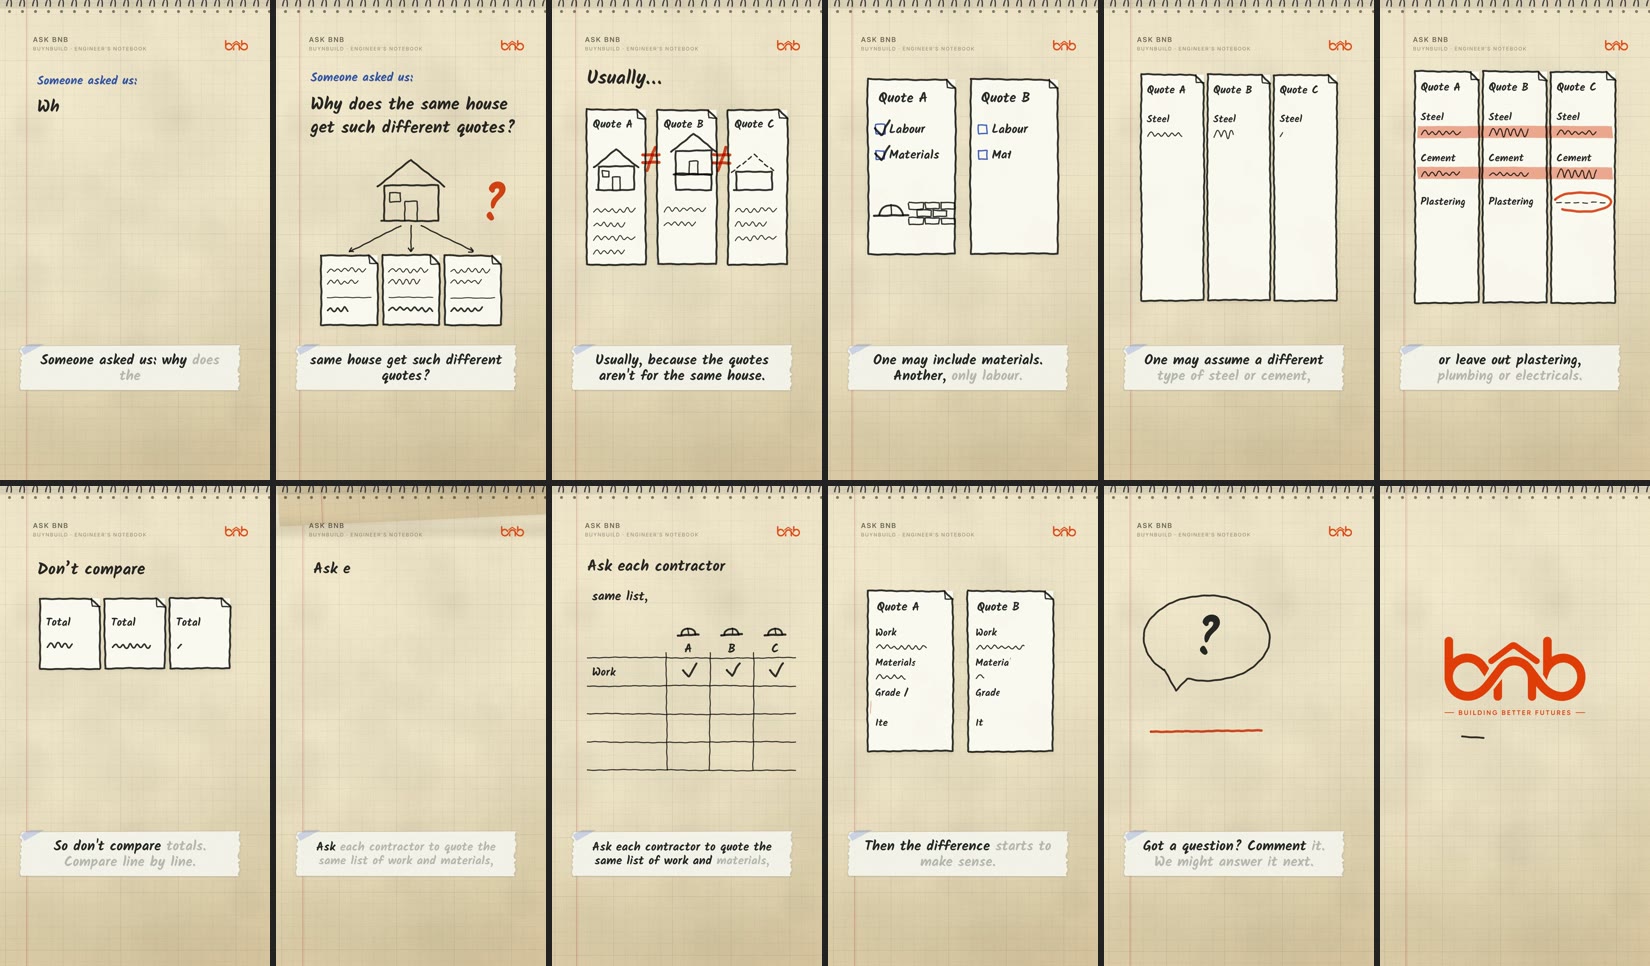 ASK BNB
BUYNBUILD · ENGINEER'S NOTEBOOK
bnb
Someone asked us:
Wh
Someone asked us: why does
the
ASK BNB
BUYNBUILD · ENGINEER'S NOTEBOOK
bnb
Someone asked us:
Why does the same house
get such different quotes?
?
same house get such different
quotes?
ASK BNB
BUYNBUILD · ENGINEER'S NOTEBOOK
bnb
Usually...
Quote A
Quote B
Quote C
≠
≠
Usually, because the quotes
aren't for the same house.
ASK BNB
BUYNBUILD · ENGINEER'S NOTEBOOK
bnb
Quote A
Labour
Materials
Quote B
Labour
Mat
One may include materials.
Another, only labour.
ASK BNB
BUYNBUILD · ENGINEER'S NOTEBOOK
bnb
Quote A
Steel
Quote B
Steel
Quote C
Steel
One may assume a different
type of steel or cement,
ASK BNB
BUYNBUILD · ENGINEER'S NOTEBOOK
bnb
Quote A
Steel
Cement
Plastering
Quote B
Steel
Cement
Plastering
Quote C
Steel
Cement
or leave out plastering,
plumbing or electricals.
ASK BNB
BUYNBUILD · ENGINEER'S NOTEBOOK
bnb
Don't compare
Total
Total
Total
So don't compare totals.
Compare line by line.
ASK BNB
BUYNBUILD · ENGINEER'S NOTEBOOK
bnb
Ask e
Ask each contractor to quote the
same list of work and materials,
ASK BNB
BUYNBUILD · ENGINEER'S NOTEBOOK
bnb
Ask each contractor
same list,
A B C
Work
Ask each contractor to quote the
same list of work and materials,
ASK BNB
BUYNBUILD · ENGINEER'S NOTEBOOK
bnb
Quote A
Work
Materials
Grade /
Ite
Quote B
Work
Materia
Grade
It
Then the difference starts to
make sense.
ASK BNB
BUYNBUILD · ENGINEER'S NOTEBOOK
bnb
?
Got a question? Comment it.
We might answer it next.
bnb
BUILDING BETTER FUTURES